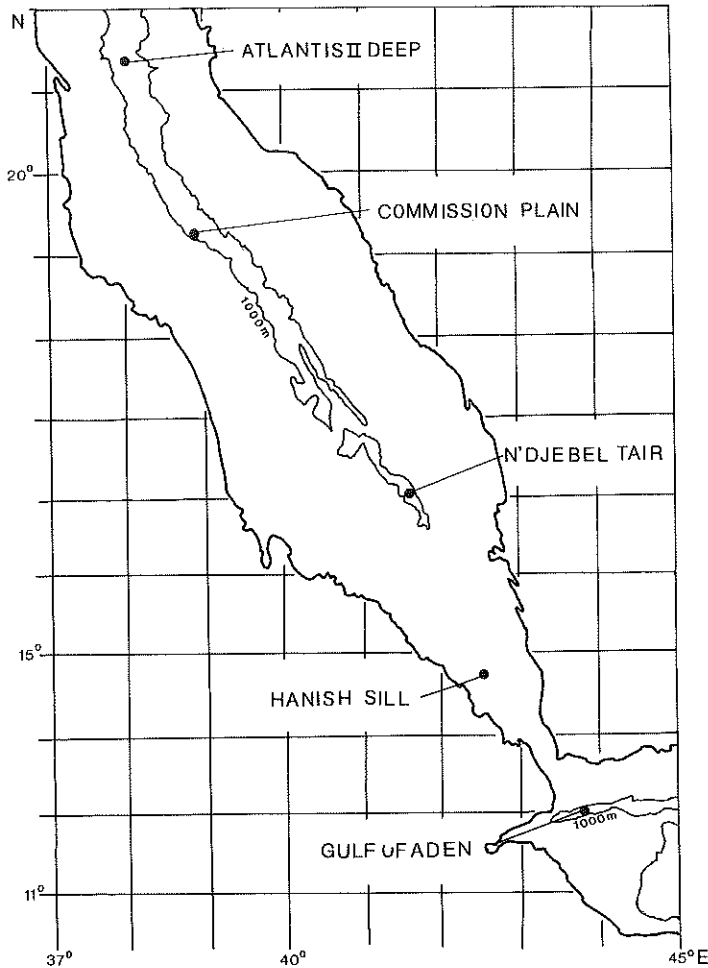 N
ATLANTIS II DEEP
20°
COMMISSION PLAIN
1000m
N'DJEBEL TAIR
15°
HANISH SILL
1000m
GULF OF ADEN
11°
37° 40° 45° E